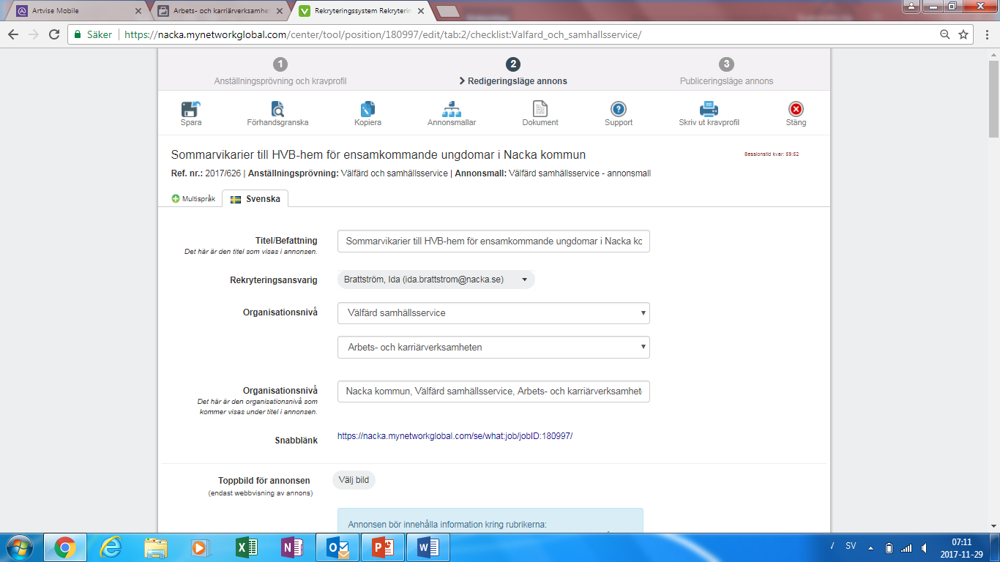 Artvise Mobile
Arbets- och karriärverksamhe
Rekryteringssystem Rekryterin
Säker
https://nacka.mynetworkglobal.com/center/tool/position/180997/edit/tab:2/checklist:Valfard_och_samhallsservice/
1 2 3
Anställningsprövning och kravprofil
Redigeringsläge annons
Publiceringsläge annons
Spara
Förhandsgranska
Kopiera
Annonsmallar
Dokument
Support
Skriv ut kravprofil
Stäng
Sommarvikarier till HVB-hem för ensamkommande ungdomar i Nacka kommun
Sessionstid kvar: 59:52
Ref. nr.: 2017/626 | Anställningsprövning: Välfärd och samhällsservice | Annonsmall: Välfärd samhällsservice - annonsmall
Multispråk
Svenska
Titel/Befattning
Det här är den titel som visas i annonsen.
Sommarvikarier till HVB-hem för ensamkommande ungdomar i Nacka ko
Rekryteringsansvarig
Brattström, Ida (ida.brattstrom@nacka.se)
Organisationsnivå
Välfärd samhällsservice
Arbets- och karriärverksamheten
Organisationsnivå
Det här är den organisationsnivå som
kommer visas under titel i annonsen.
Nacka kommun, Välfärd samhällsservice, Arbets- och karriärverksamhete
Snabblänk
https://nacka.mynetworkglobal.com/se/what:job/jobID:180997/
Toppbild för annonsen
(endast webbvisning av annons)
Välj bild
Annonsen bör innehålla information kring rubrikerna:
SV
07:11
2017-11-29